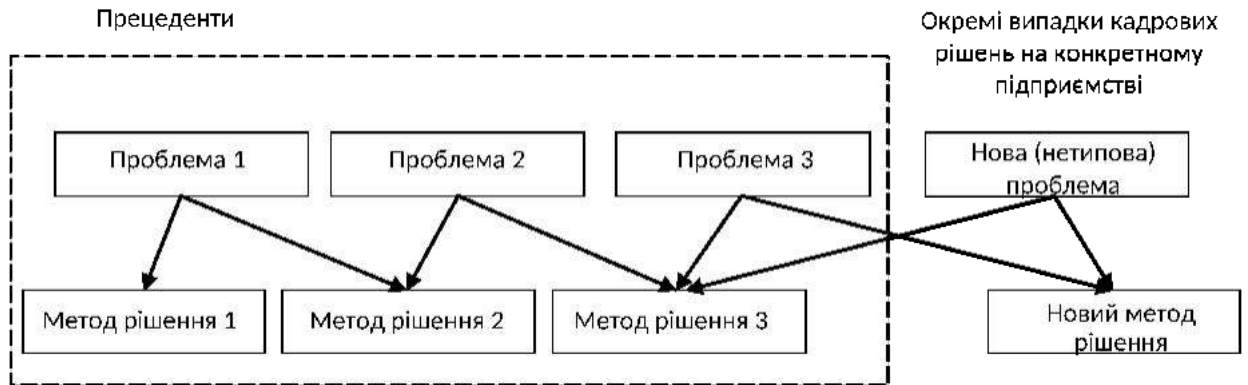 Прецеденти
Окремі випадки кадрових
рішень на конкретному
підприємстві
Проблема 1
Проблема 2
Проблема 3
Нова (нетипова)
проблема
Метод рішення 1
Метод рішення 2
Метод рішення 3
Новий метод
рішення